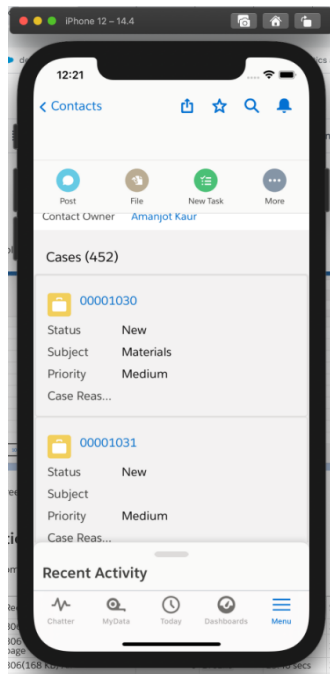 iPhone 12 – 14.4
12:21
Contacts
Post
File
New Task
More
Contact Owner Amanjot Kaur
Cases (452)
00001030
Status New
Subject Materials
Priority Medium
Case Reas...
00001031
Status New
Subject
Priority Medium
Case Reas...
Recent Activity
Chatter
MyData
Today
Dashboards
Menu